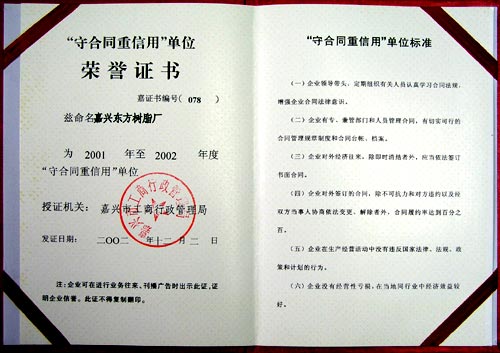 “守合同重信用”单位
荣誉证书
嘉证书编号( 078 )
兹命名嘉兴东方树脂厂
为 2001 年至 2002 年度
“守合同重信用”单位
授证机关：嘉兴市工商行政管理局
发证日期：二〇〇二 年十二月二日
注：企业可在进行业务往来、刊播广告时出示此证，证
明企业信誉。此证不得复制翻印。
嘉兴市工商行政管理局
“守合同重信用”单位标准
（一）企业领导带头、定期组织有关人员认真学习合同法规，
增强企业合同法律意识。
（二）企业有专、兼管部门和人员管理合同，有切实可行的
合同管理规章制度和合同台帐、档案。
（三）企业对外经济往来，除即时清结者外，应当依法签订
书面合同。
（四）企业对外签订的合同，除不可抗力和对方违约以及经
双方当事人协商依法变更、解除者外，合同履约率达到百分之
百。
（五）企业在生产经营活动中没有违反国家法律、法规、政
策和计划的行为。
（六）企业没有经营性亏损，在当地同行业中经济效益较
好。